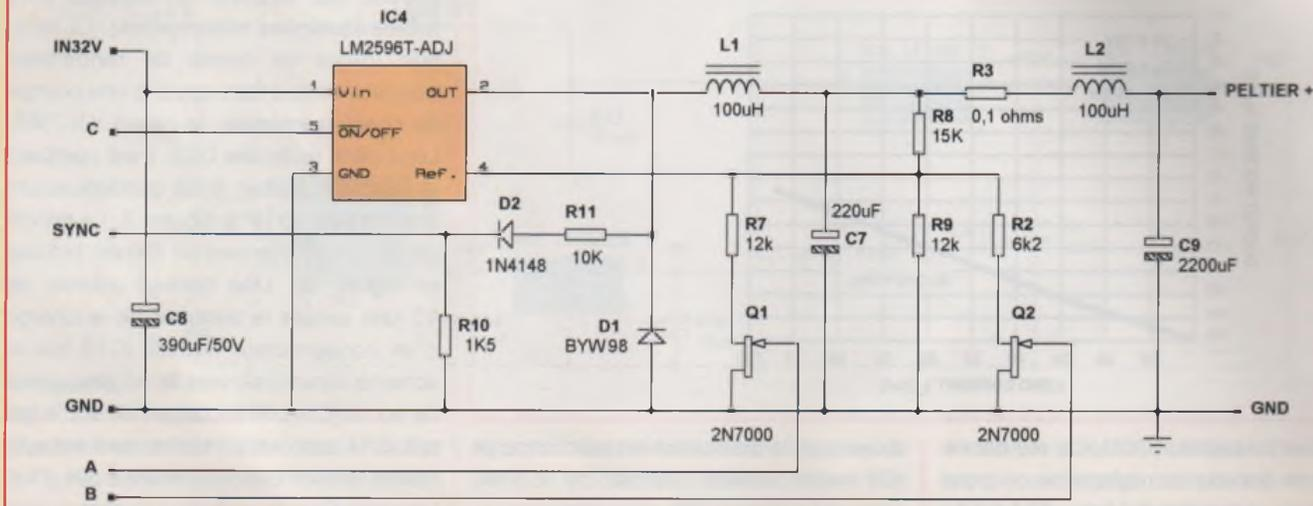 IC4
LM2596T-ADJ
IN32V
1
Vin
OUT
2
C
5
ON/OFF
3
GND
Ref.
4
L1
100uH
R3
0,1 ohms
L2
100uH
PELTIER +
R8
15K
SYNC
D2
1N4148
R11
10K
R7
12k
220uF
C7
R9
12k
R2
6k2
C9
2200uF
C8
390uF/50V
R10
1K5
D1
BYW98
Q1
2N7000
Q2
2N7000
GND
GND
A
B